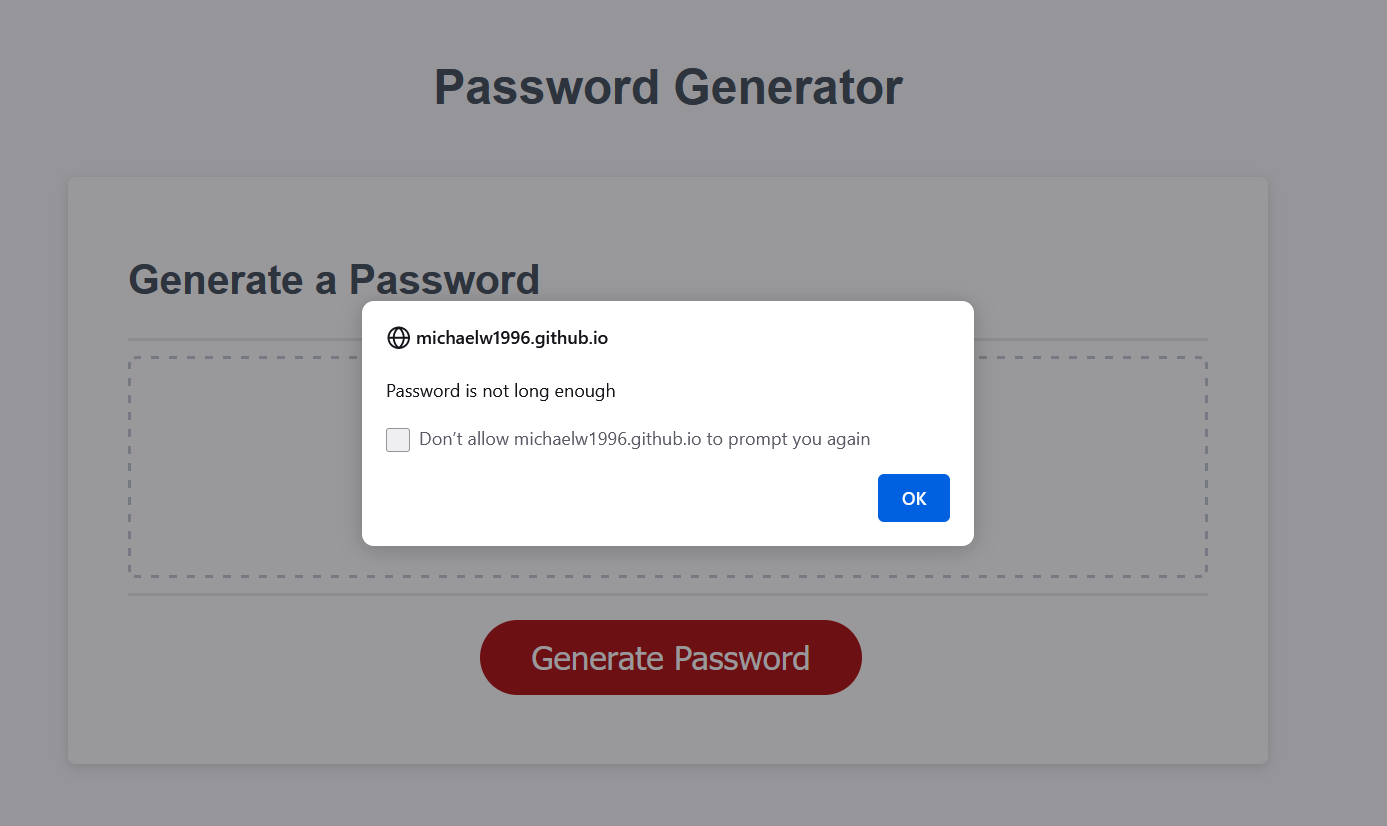 Password Generator
Generate a Password
michaelw1996.github.io
Password is not long enough
Don’t allow michaelw1996.github.io to prompt you again
OK
Generate Password